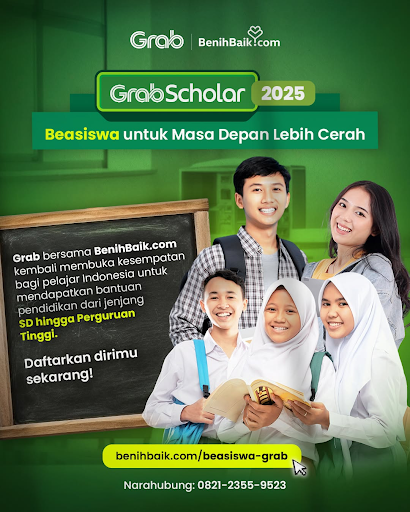 Grab | BenihBaik.com
GrabScholar 2025
Beasiswa untuk Masa Depan Lebih Cerah
Grab bersama BenihBaik.com
kembali membuka kesempatan
bagi pelajar Indonesia untuk
mendapatkan bantuan
pendidikan dari jenjang
SD hingga Perguruan
Tinggi.
Daftarkan dirimu
sekarang!
benihbaik.com/beasiswa-grab
Narahubung: 0821-2355-9523